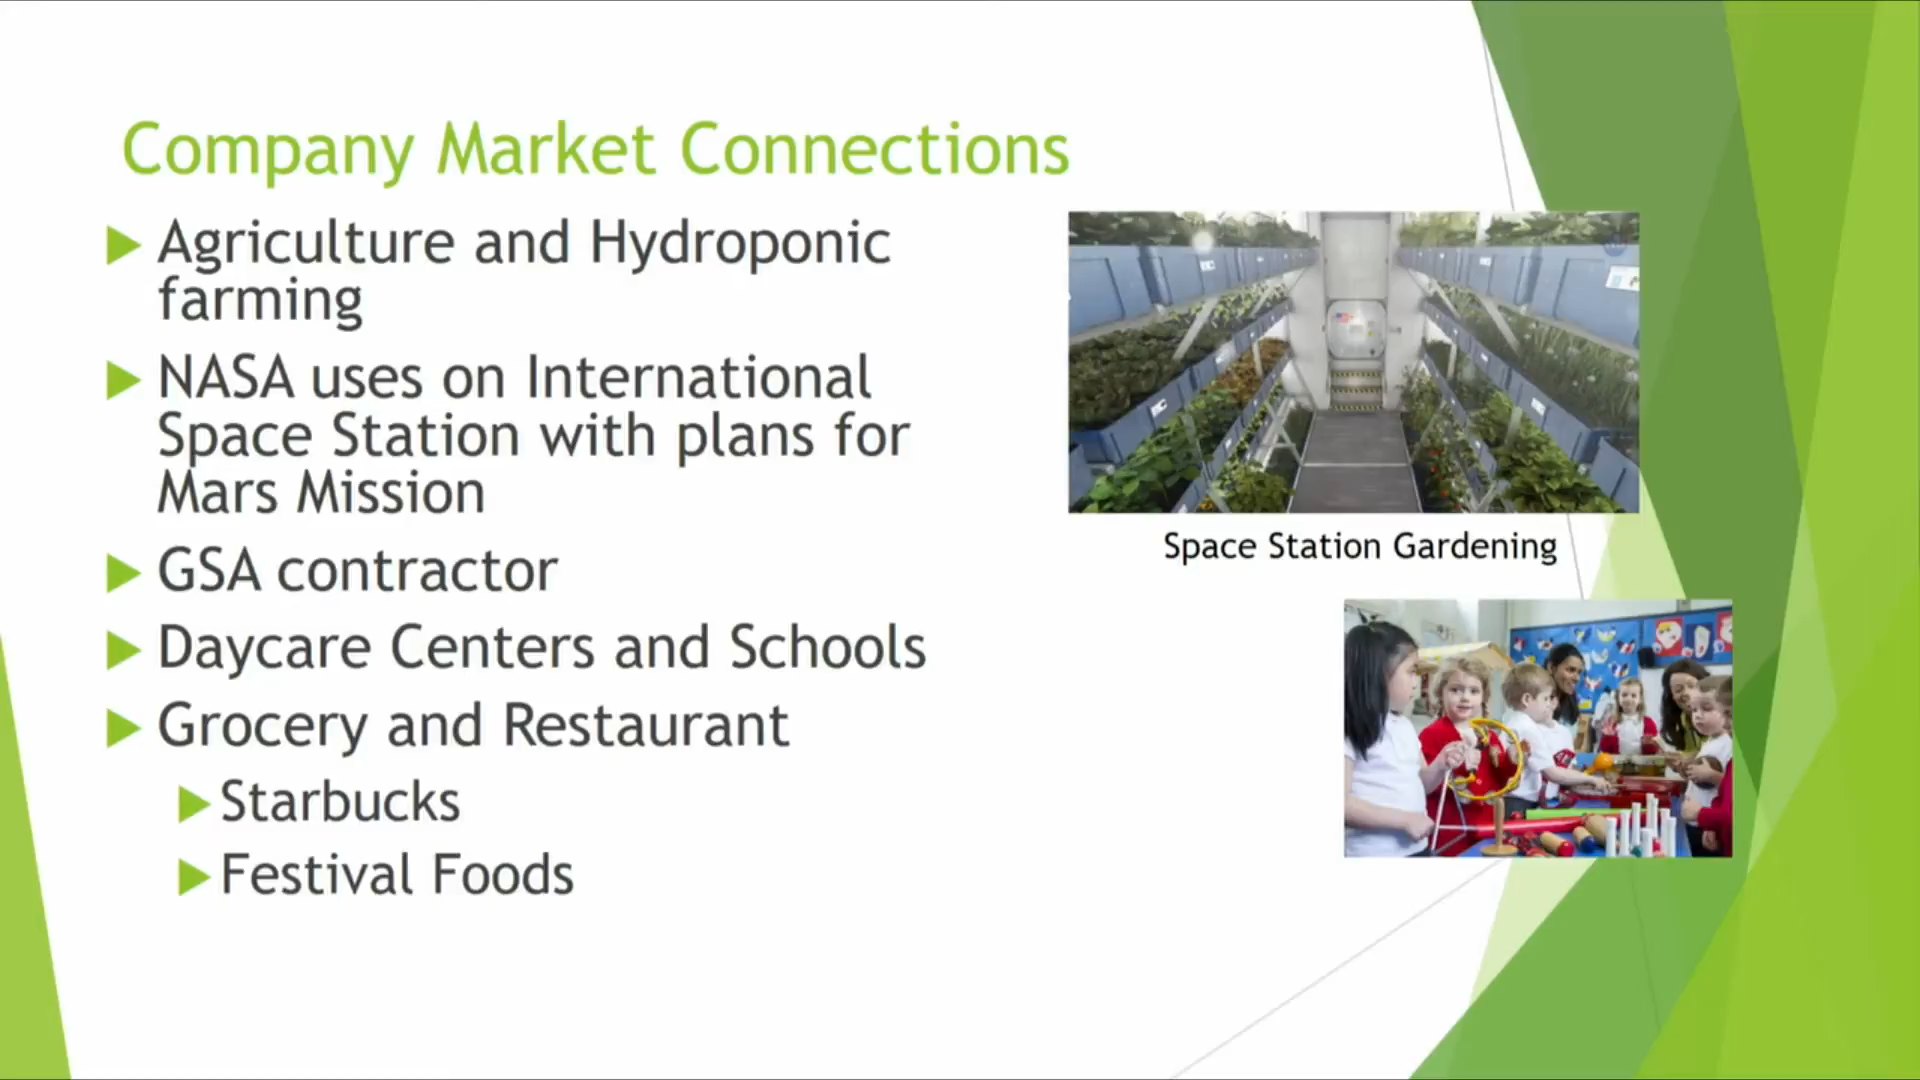 Company Market Connections
Agriculture and Hydroponic
farming
NASA uses on International
Space Station with plans for
Mars Mission
GSA contractor
Daycare Centers and Schools
Grocery and Restaurant
Starbucks
Festival Foods
Space Station Gardening